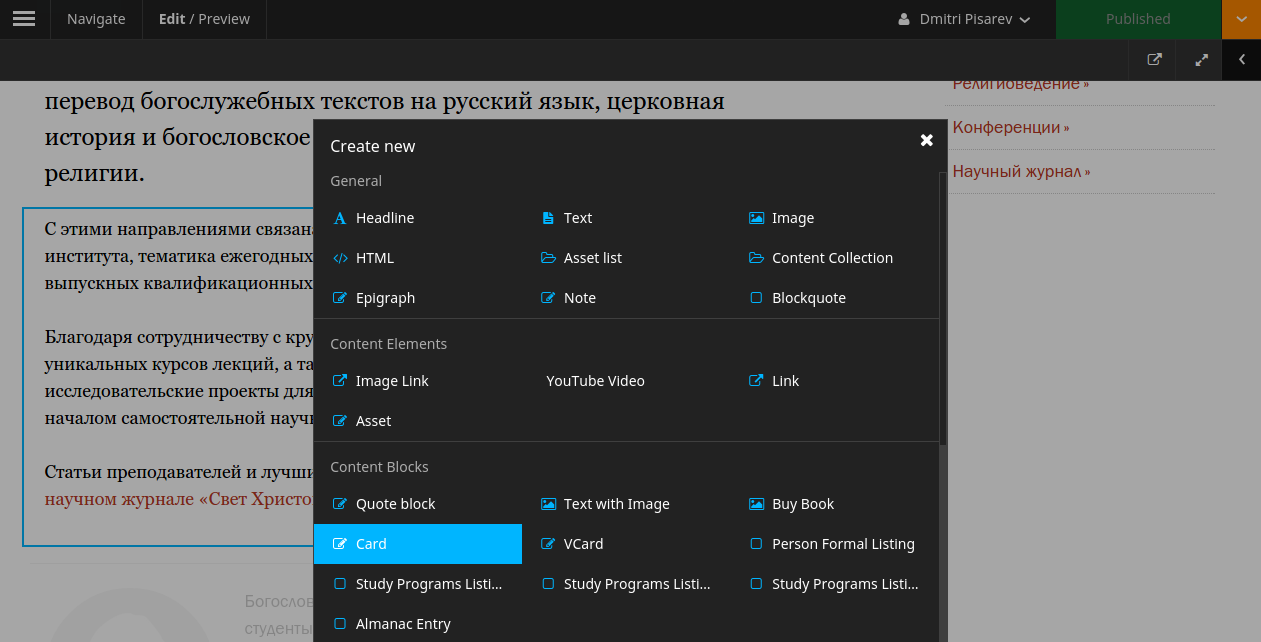 Navigate
Edit / Preview
Dmitri Pisarev
Published
перевод богослужебных текстов на русский язык, церковная
история и богословское
религии.
Религиоведение »
Конференции »
Научный журнал »
С этими направлениями связан
института, тематика ежегодных
выпускных квалификационных
Благодаря сотрудничеству с кру
уникальных курсов лекций, а та
исследовательские проекты для
началом самостоятельной науч
Статьи преподавателей и лучши
научном журнале «Свет Христо
Богослов
студенты
Create new
General
Headline
Text
Image
HTML
Asset list
Content Collection
Epigraph
Note
Blockquote
Content Elements
Image Link
YouTube Video
Link
Asset
Content Blocks
Quote block
Text with Image
Buy Book
Card
VCard
Person Formal Listing
Study Programs Listi...
Study Programs Listi...
Study Programs Listi...
Almanac Entry